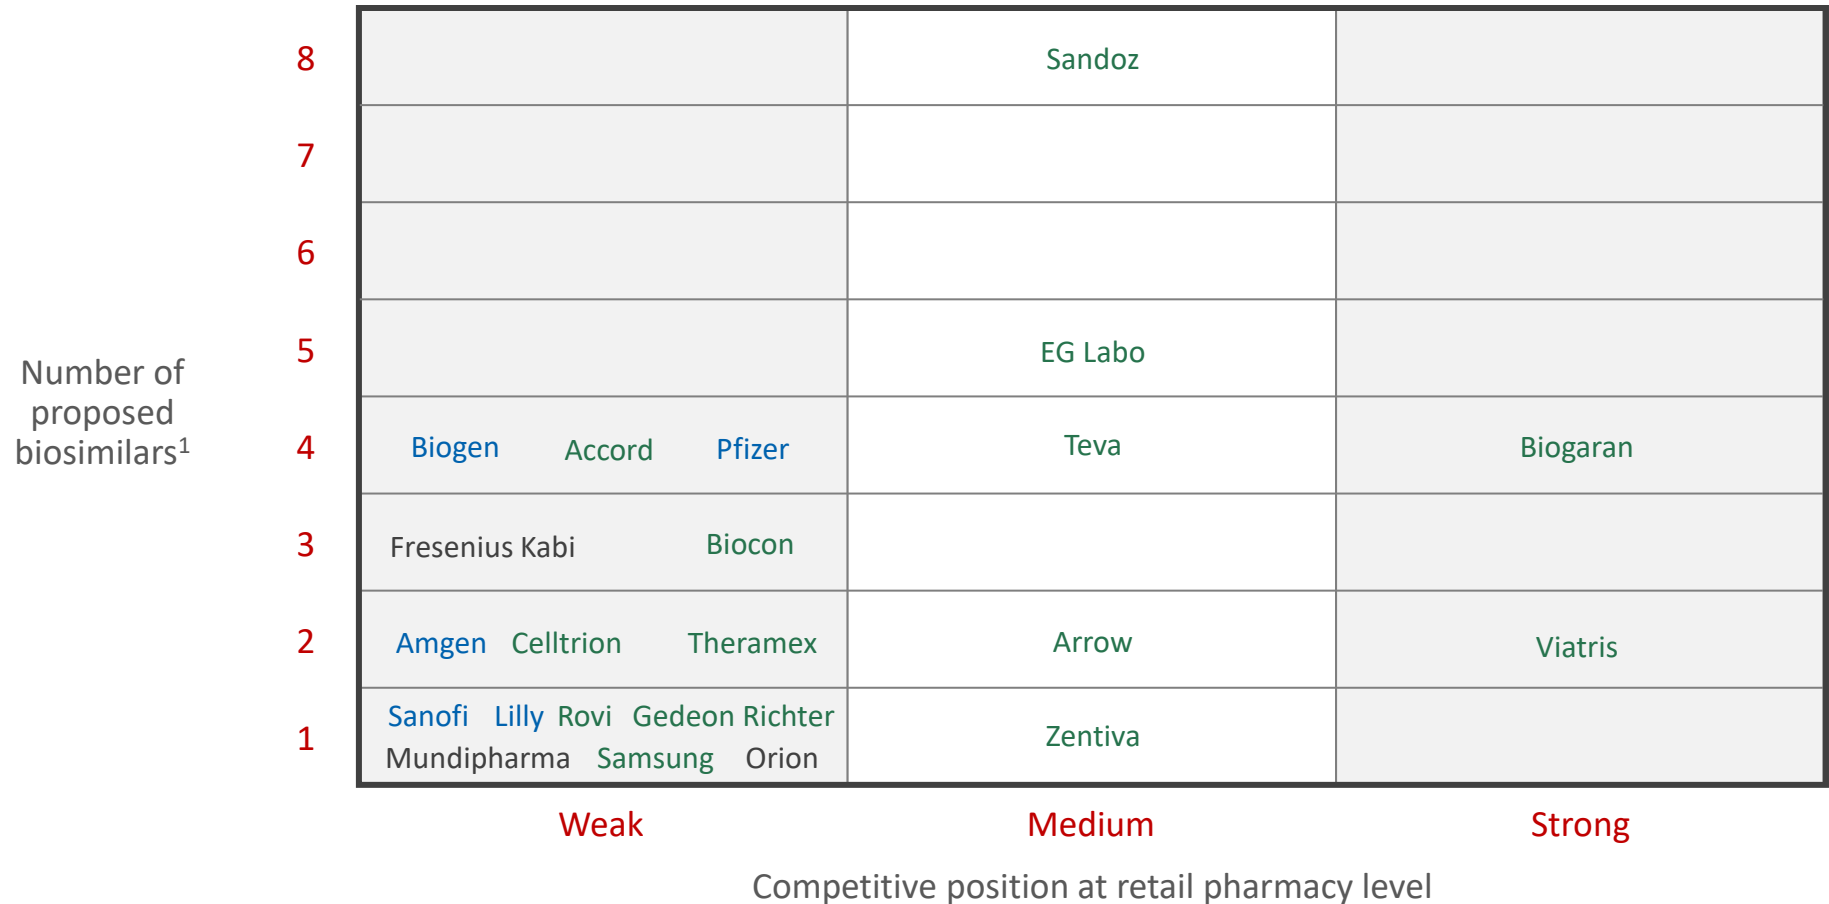 8 Sandoz
7
6
5 EG Labo
Number of
proposed
biosimilars¹
4 Biogen Accord Pfizer Teva Biogaran
3 Fresenius Kabi Biocon
2 Amgen Celltrion Theramex Arrow Viatris
1 Sanofi Lilly Rovi Gedeon Richter
Mundipharma Samsung Orion
Zentiva
Weak Medium Strong
Competitive position at retail pharmacy level